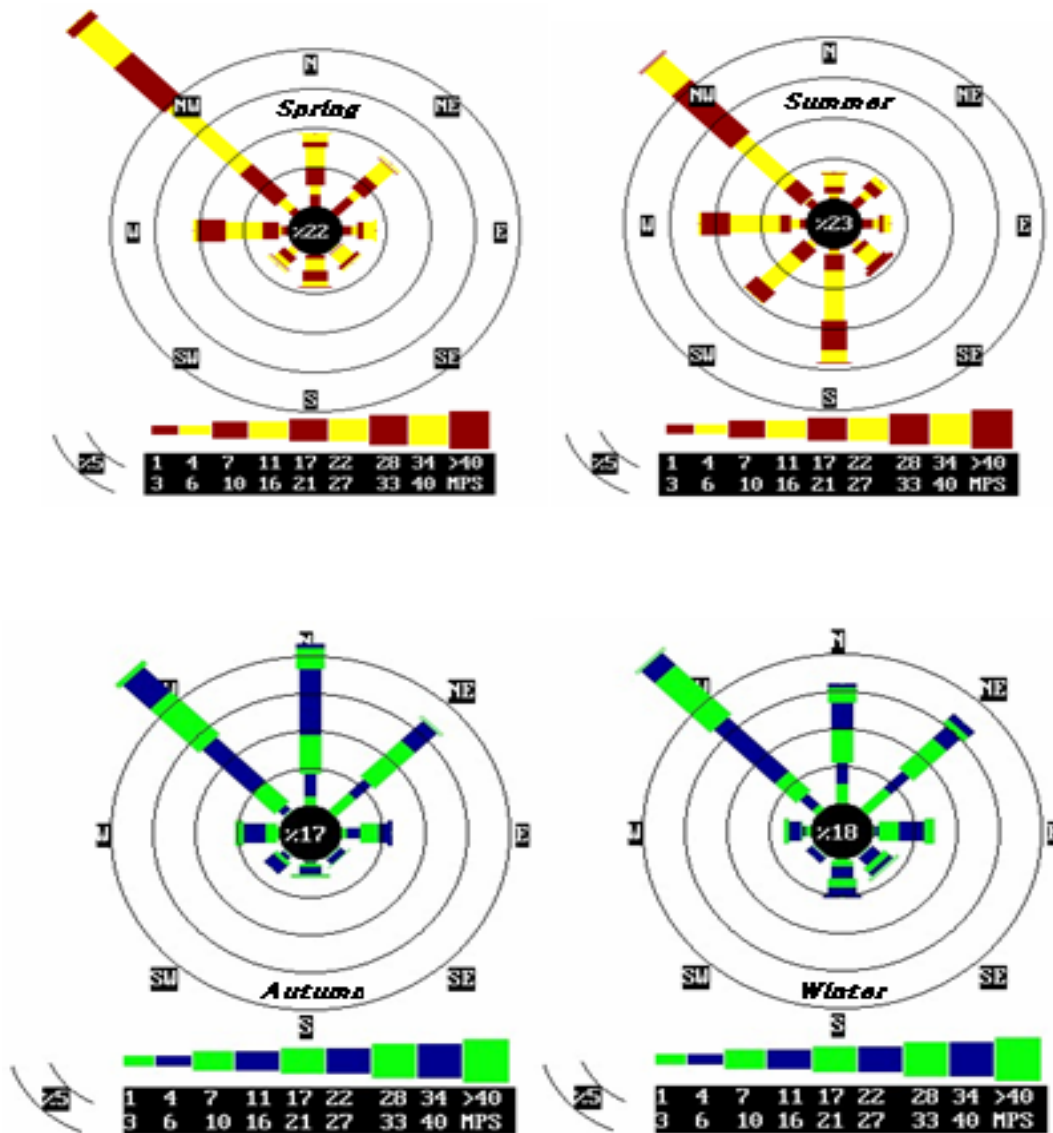 N
NW NE
Spring
W %22 E
SW SE
S
%5
1 4 7 11 17 22 28 34 >40
3 6 10 16 21 27 33 40 MPS
N
NW NE
Summer
W %23 E
SW SE
S
%5
1 4 7 11 17 22 28 34 >40
3 6 10 16 21 27 33 40 MPS
N
W NE
W %17 E
SW SE
Autumn
S
%5
1 4 7 11 17 22 28 34 >40
3 6 10 16 21 27 33 40 MPS
N
W NE
W %18 E
SW SE
Winter
S
%5
1 4 7 11 17 22 28 34 >40
3 6 10 16 21 27 33 40 MPS